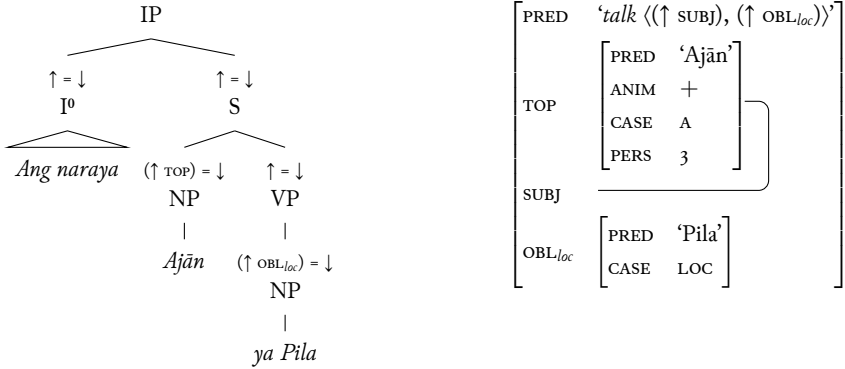 IP
↑ = ↓ ↑ = ↓
I⁰ S
Ang naraya (↑ TOP) = ↓ ↑ = ↓
NP VP
Ajān (↑ OBL_loc) = ↓
NP
ya Pila
PRED ‘talk ⟨(↑ SUBJ), (↑ OBL_loc)⟩’
TOP
PRED ‘Ajān’
ANIM +
CASE A
PERS 3
SUBJ
OBL_loc
PRED ‘Pila’
CASE LOC